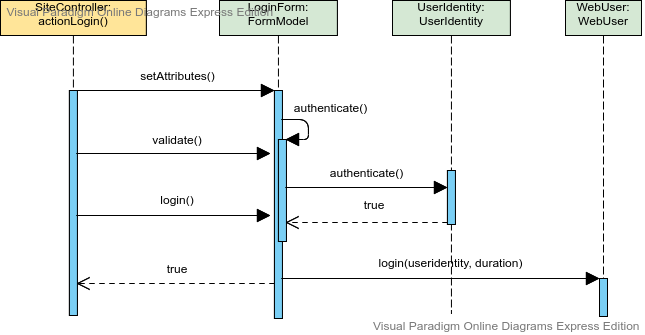 SiteController:
actionLogin()
Visual Paradigm Online Diagrams Express Edition
LoginForm:
FormModel
UserIdentity:
UserIdentity
WebUser:
WebUser
setAttributes()
authenticate()
validate()
authenticate()
login()
true
login(useridentity, duration)
true
Visual Paradigm Online Diagrams Express Edition